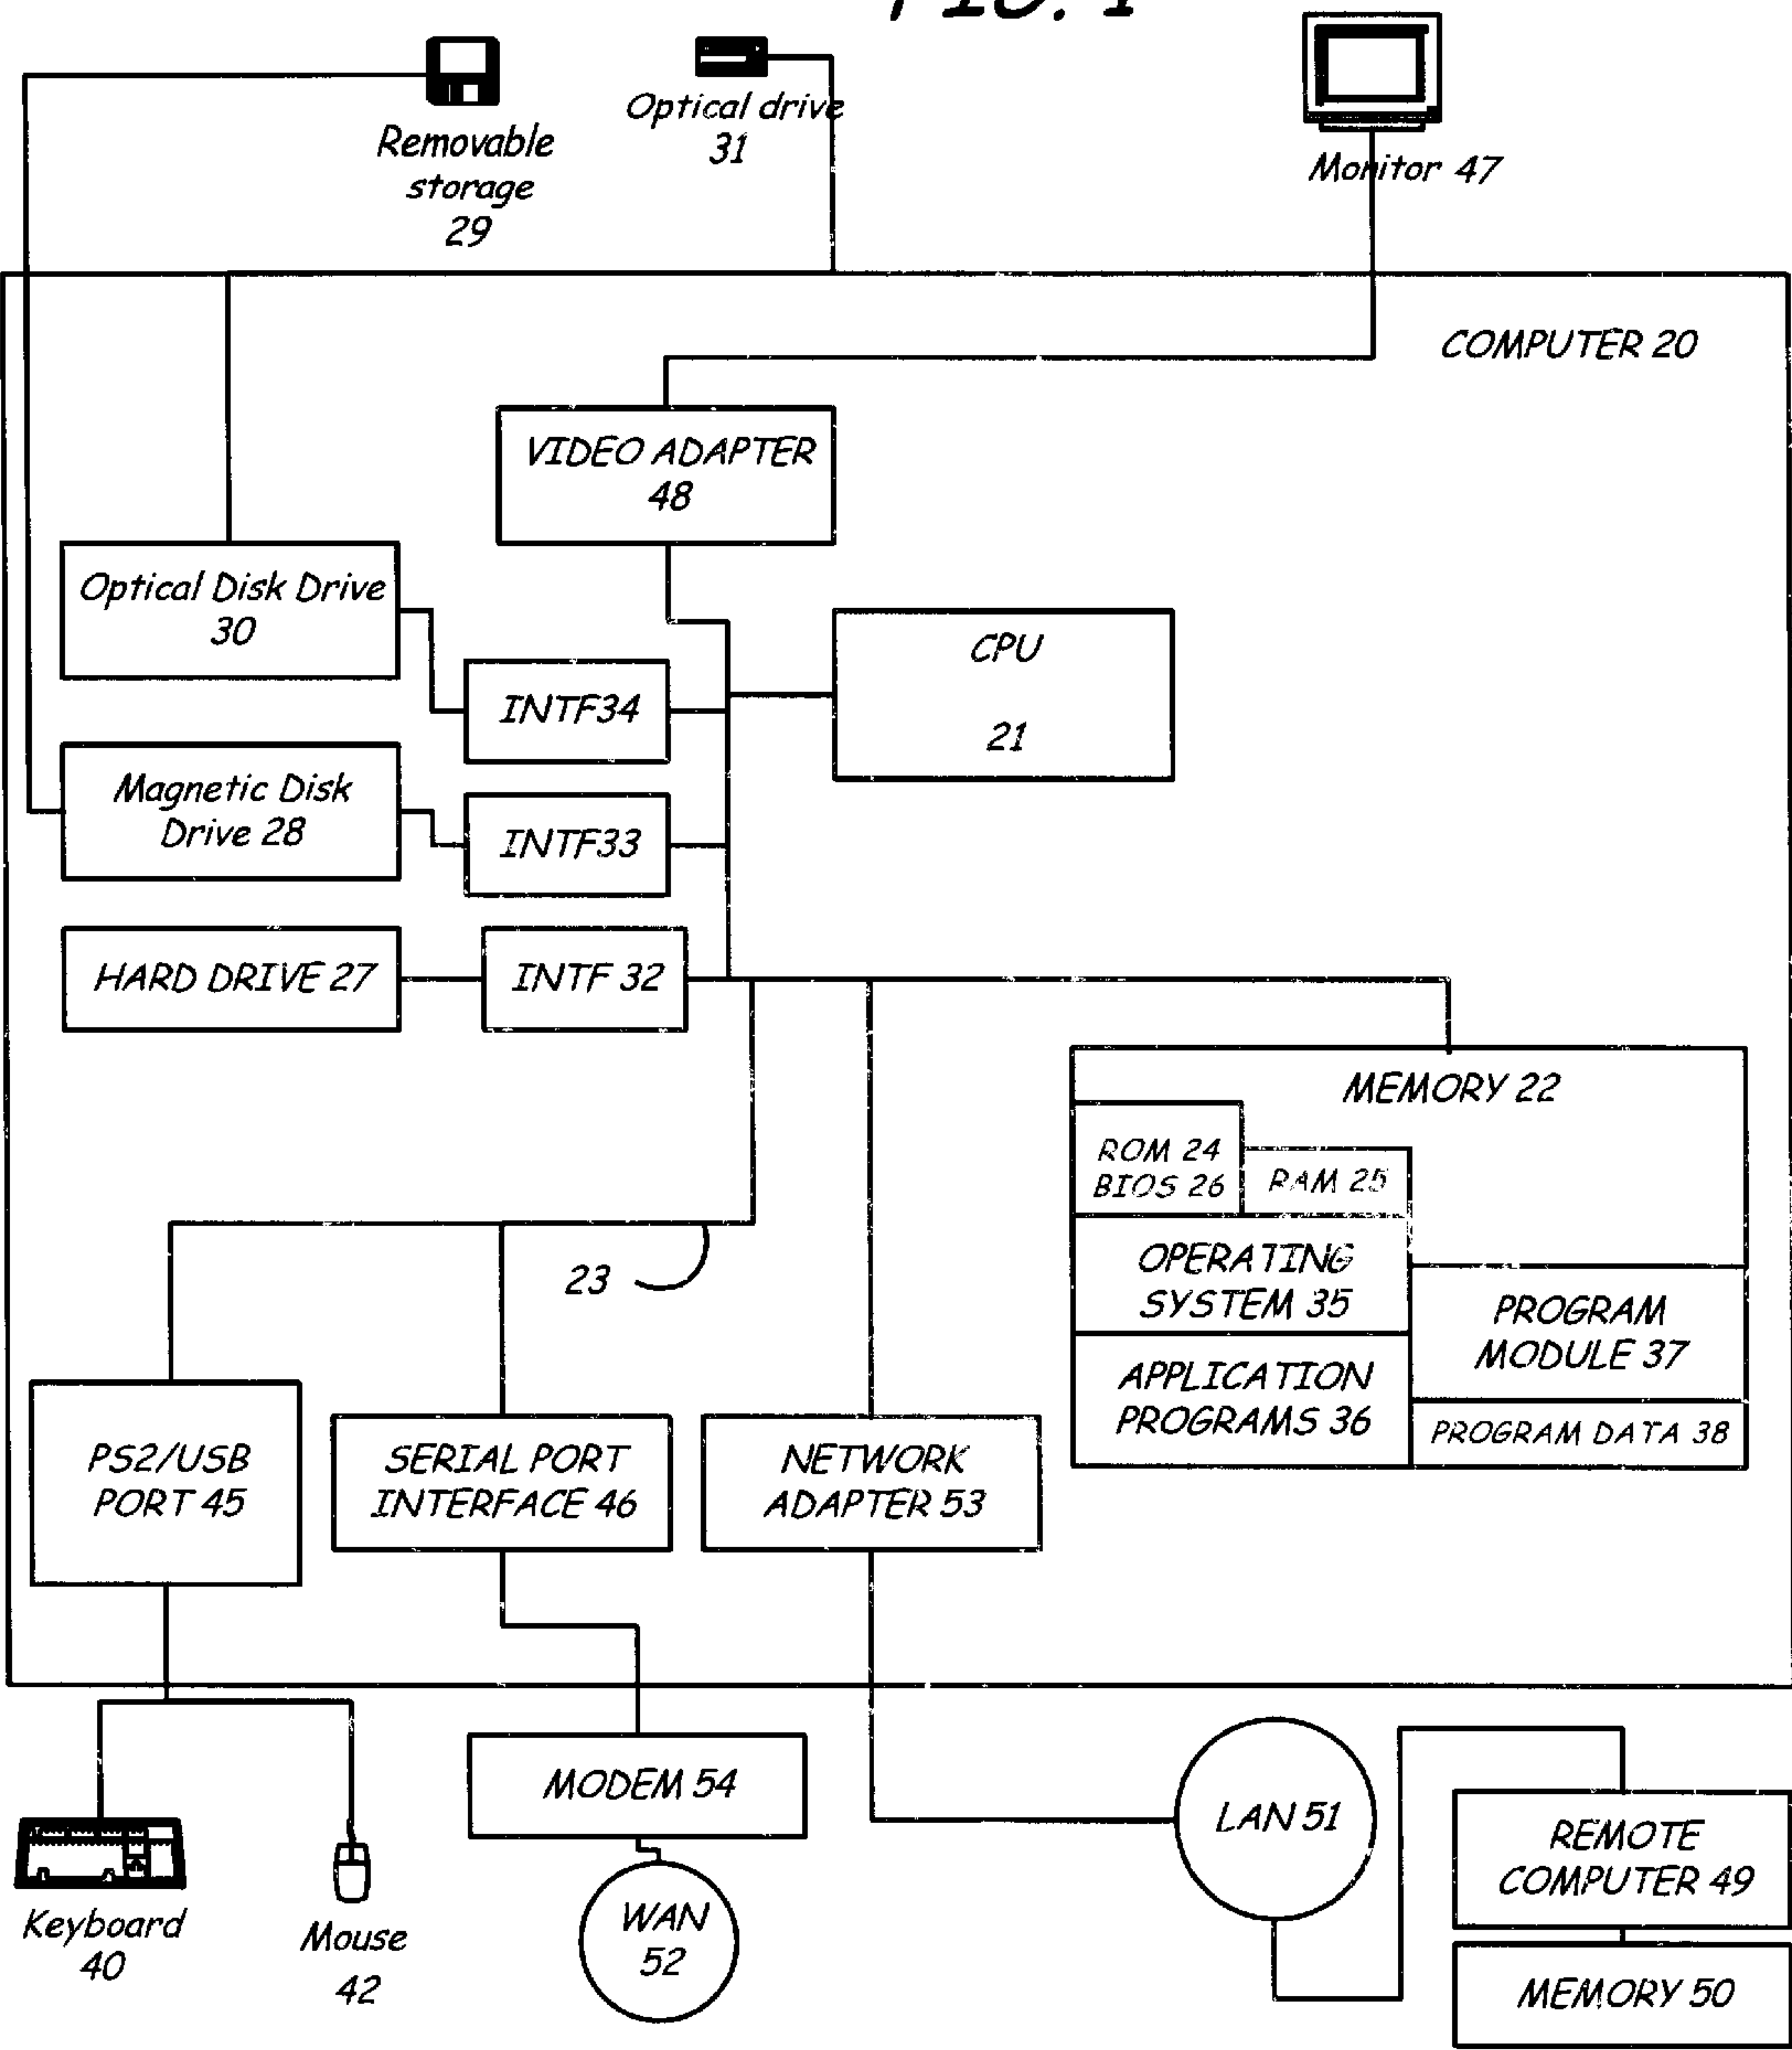 FIG. 1
Removable
storage
29
Optical drive
31
Monitor 47
COMPUTER 20
VIDEO ADAPTER
48
Optical Disk Drive
30
CPU
21
INTF34
Magnetic Disk
Drive 28
INTF33
HARD DRIVE 27
INTF 32
MEMORY 22
ROM 24
BIOS 26
RAM 25
OPERATING
SYSTEM 35
PROGRAM
MODULE 37
APPLICATION
PROGRAMS 36
PROGRAM DATA 38
23
PS2/USB
PORT 45
SERIAL PORT
INTERFACE 46
NETWORK
ADAPTER 53
MODEM 54
LAN 51
REMOTE
COMPUTER 49
Keyboard
40
Mouse
42
WAN
52
MEMORY 50